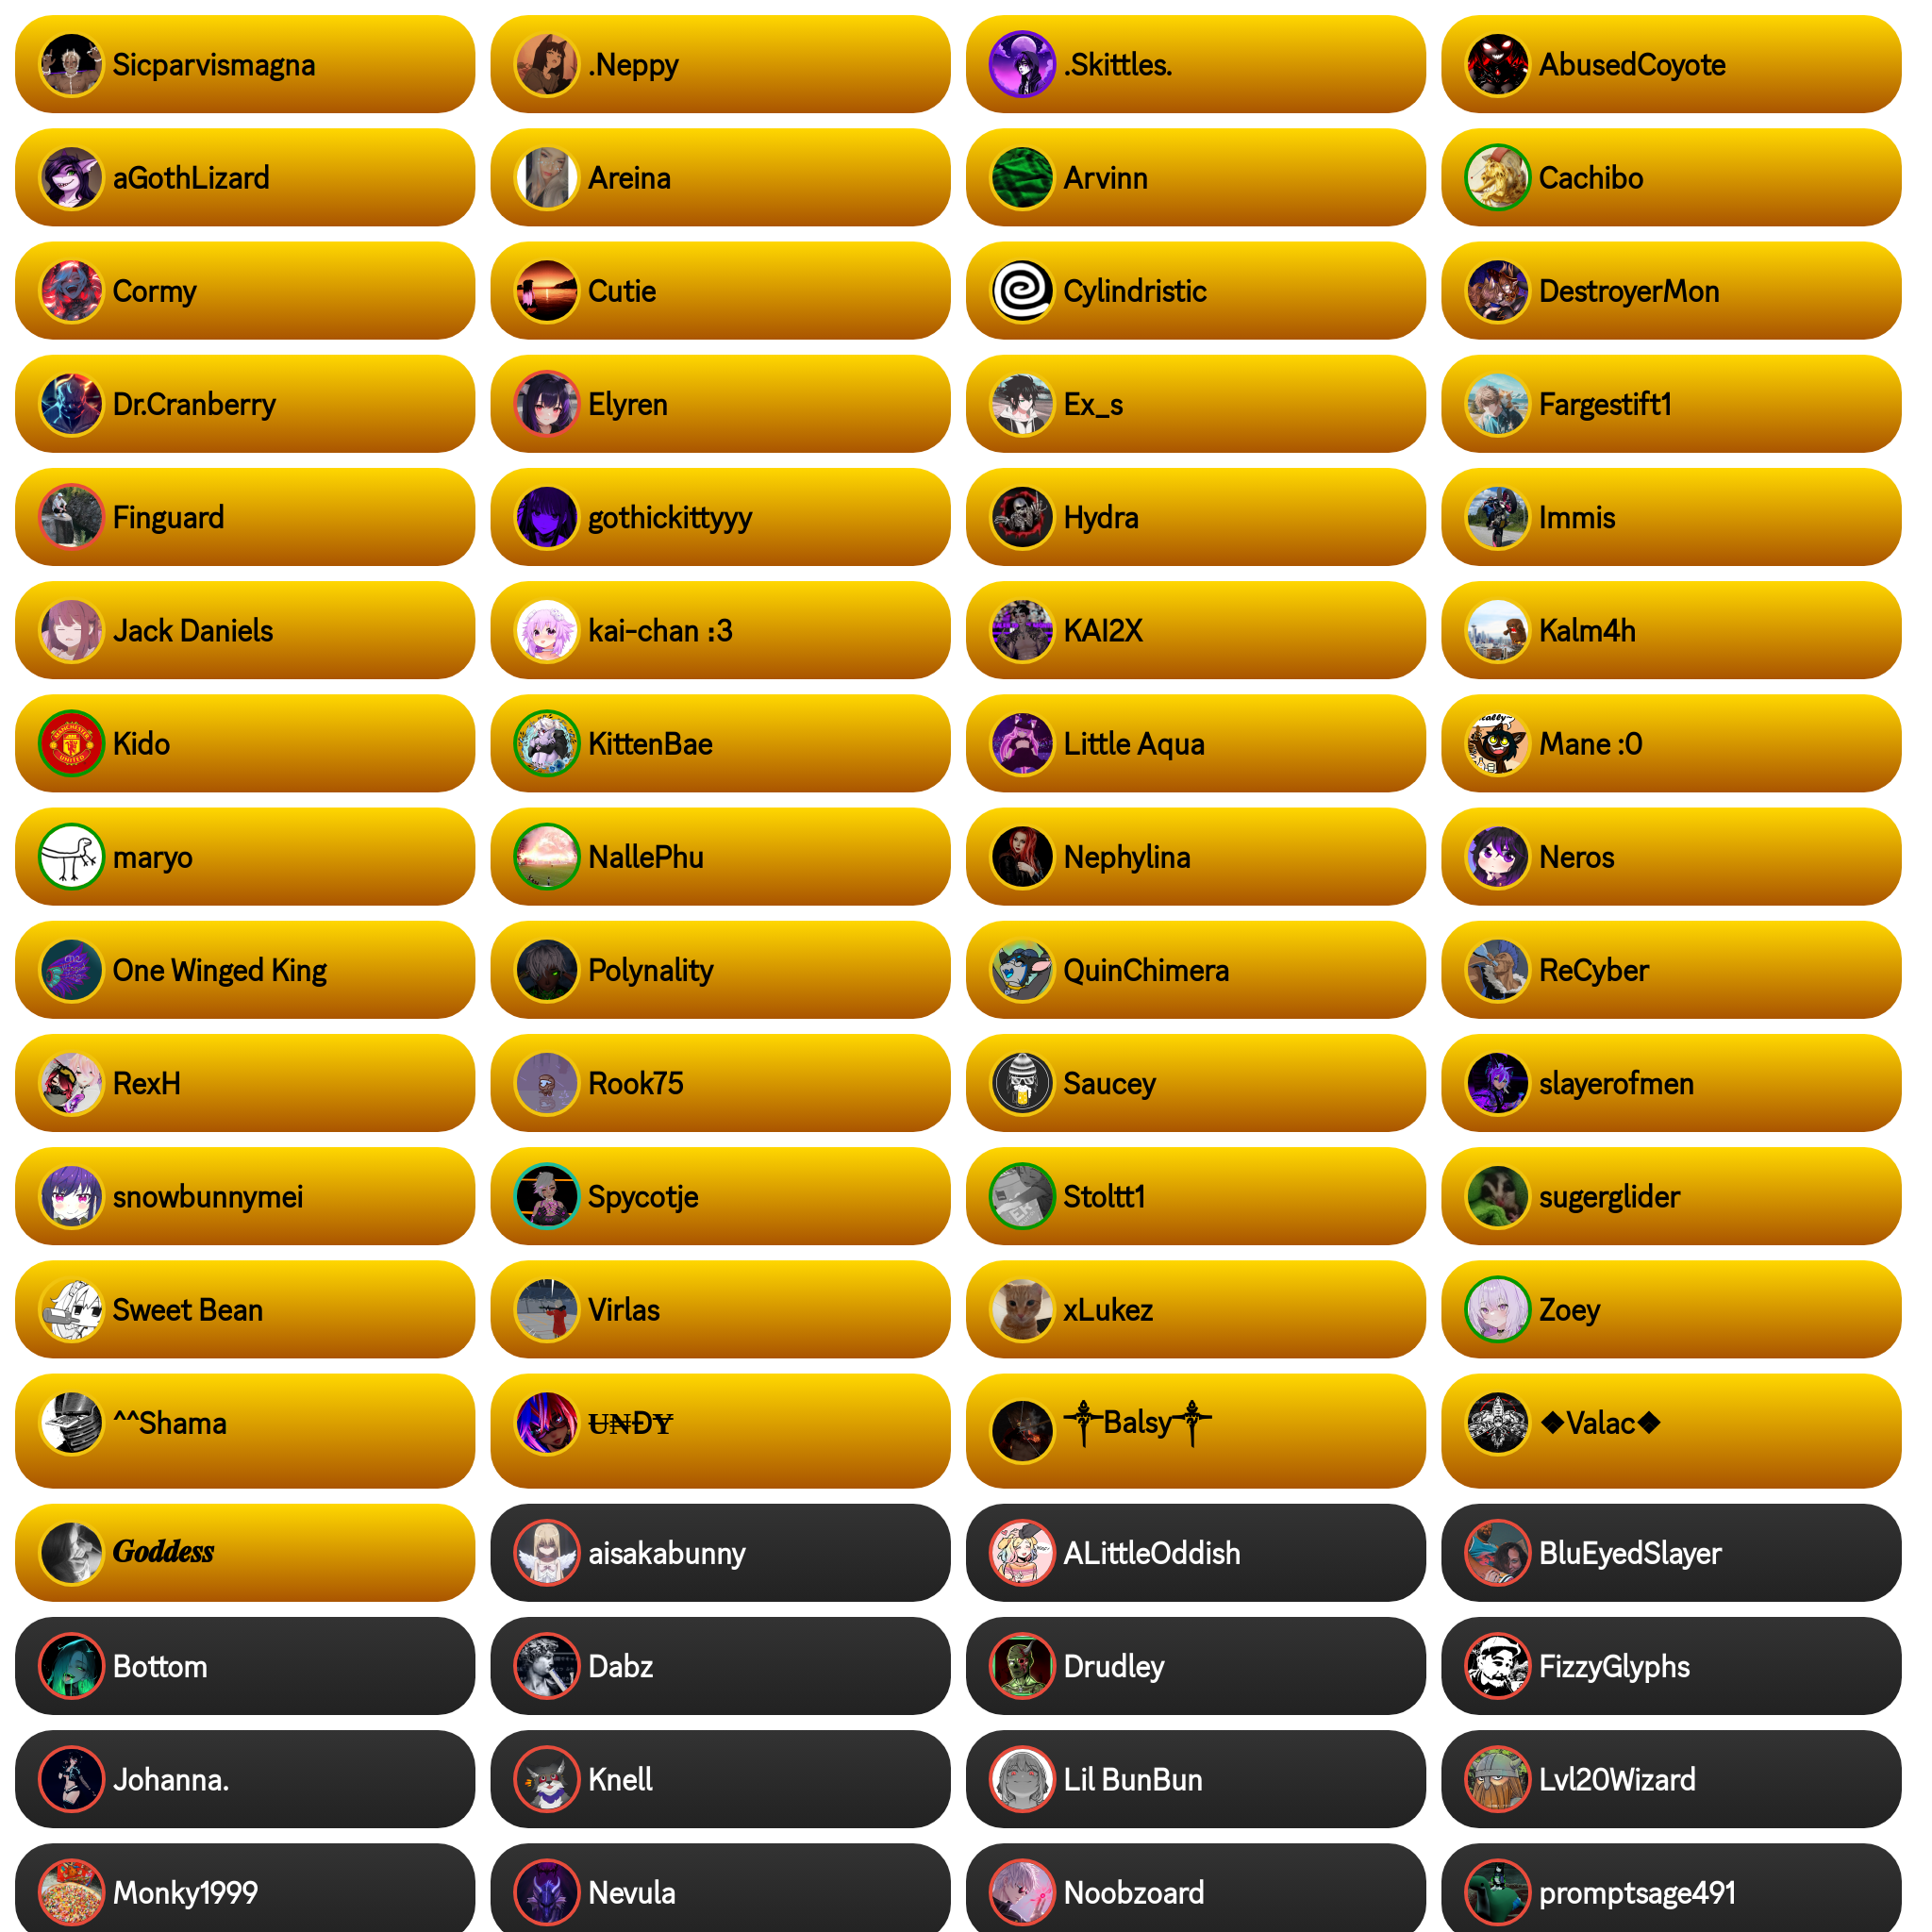 Sicparvismagna
.Neppy
.Skittles.
AbusedCoyote
aGothLizard
Areina
Arvinn
Cachibo
Cormy
Cutie
Cylindristic
DestroyerMon
Dr.Cranberry
Elyren
Ex_s
Fargestift1
Finguard
gothickittyyy
Hydra
Immis
Jack Daniels
kai-chan :3
KAI2X
Kalm4h
MANCHESTER
UNITED
Kido
KittenBae
Little Aqua
Mane :0
maryo
NallePhu
Nephylina
Neros
One Winged King
Polynality
QuinChimera
ReCyber
RexH
Rook75
Saucey
slayerofmen
snowbunnymei
Spycotje
Stoltt1
sugerglider
Sweet Bean
Virlas
xLukez
Zoey
^^Shama
U̶N̶ĐɎ
⸸Balsy⸸
◆Valac◆
𝑮𝒐𝒅𝒅𝒆𝒔𝒔
aisakabunny
ALittleOddish
BluEyedSlayer
Bottom
Dabz
Drudley
FizzyGlyphs
Johanna.
Knell
Lil BunBun
Lvl20Wizard
Monky1999
Nevula
Noobzoard
promptsage491